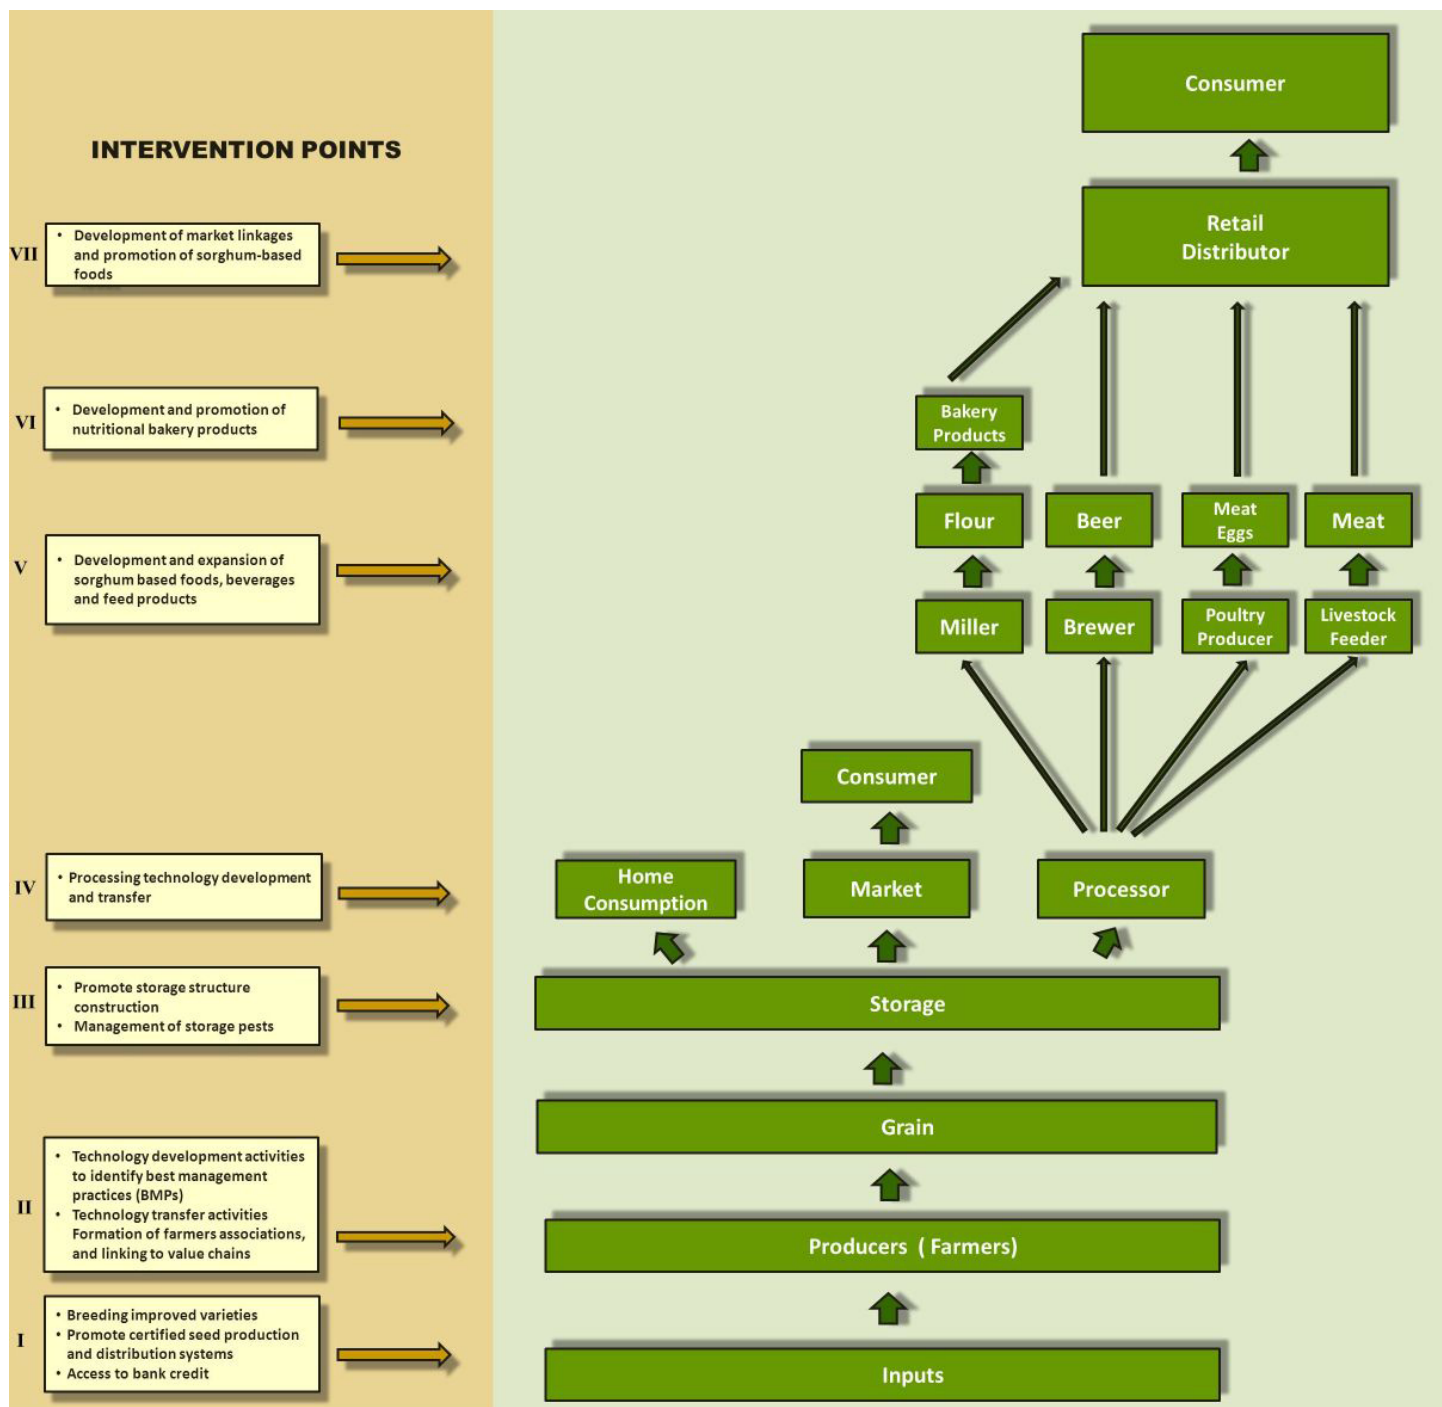 INTERVENTION POINTS
VII
• Development of market linkages
and promotion of sorghum-based
foods
VI
• Development and promotion of
nutritional bakery products
V
• Development and expansion of
sorghum based foods, beverages
and feed products
IV
• Processing technology development
and transfer
III
• Promote storage structure
construction
• Management of storage pests
II
• Technology development activities
to identify best management
practices (BMPs)
• Technology transfer activities
Formation of farmers associations,
and linking to value chains
I
• Breeding improved varieties
• Promote certified seed production
and distribution systems
• Access to bank credit
Consumer
Retail
Distributor
Bakery
Products
Flour
Beer
Meat
Eggs
Meat
Miller
Brewer
Poultry
Producer
Livestock
Feeder
Consumer
Home
Consumption
Market
Processor
Storage
Grain
Producers ( Farmers)
Inputs